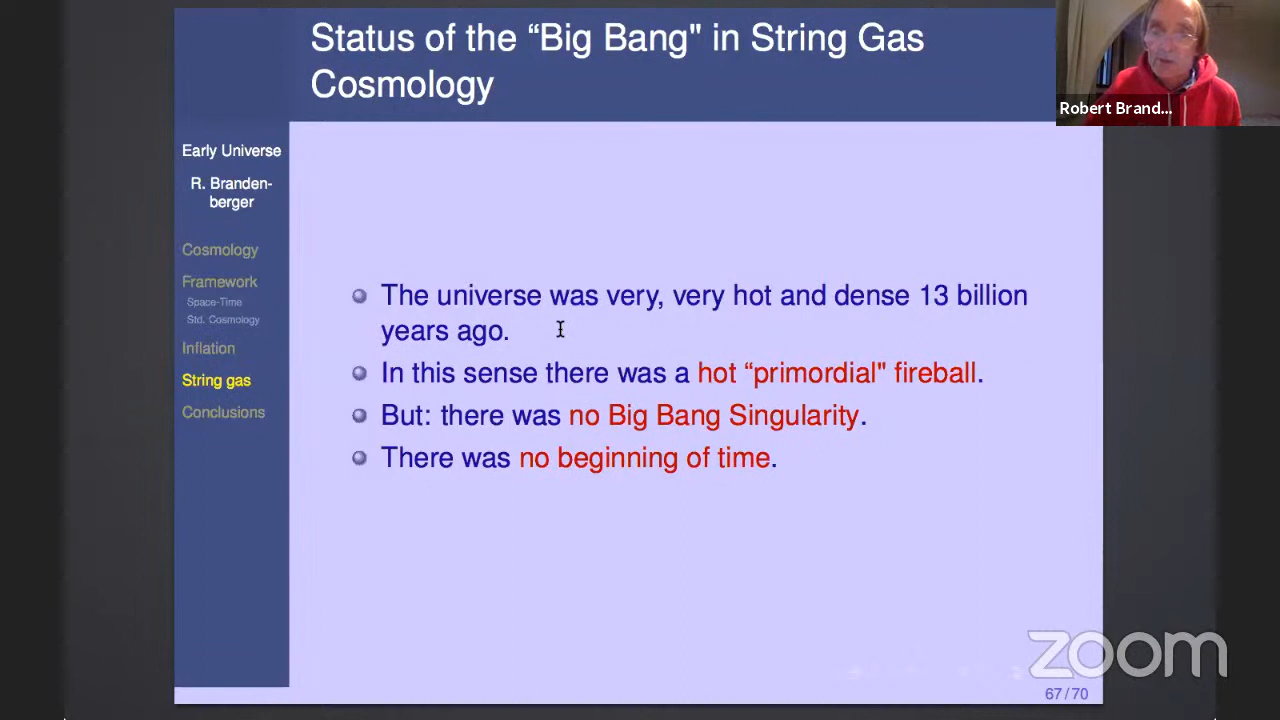 Status of the “Big Bang" in String Gas
Cosmology
Robert Brand...
Early Universe
R. Branden-
berger
Cosmology
Framework
Space-Time
Std. Cosmology
Inflation
String gas
Conclusions
The universe was very, very hot and dense 13 billion
years ago.
In this sense there was a hot “primordial" fireball.
But: there was no Big Bang Singularity.
There was no beginning of time.
zoom
67/70